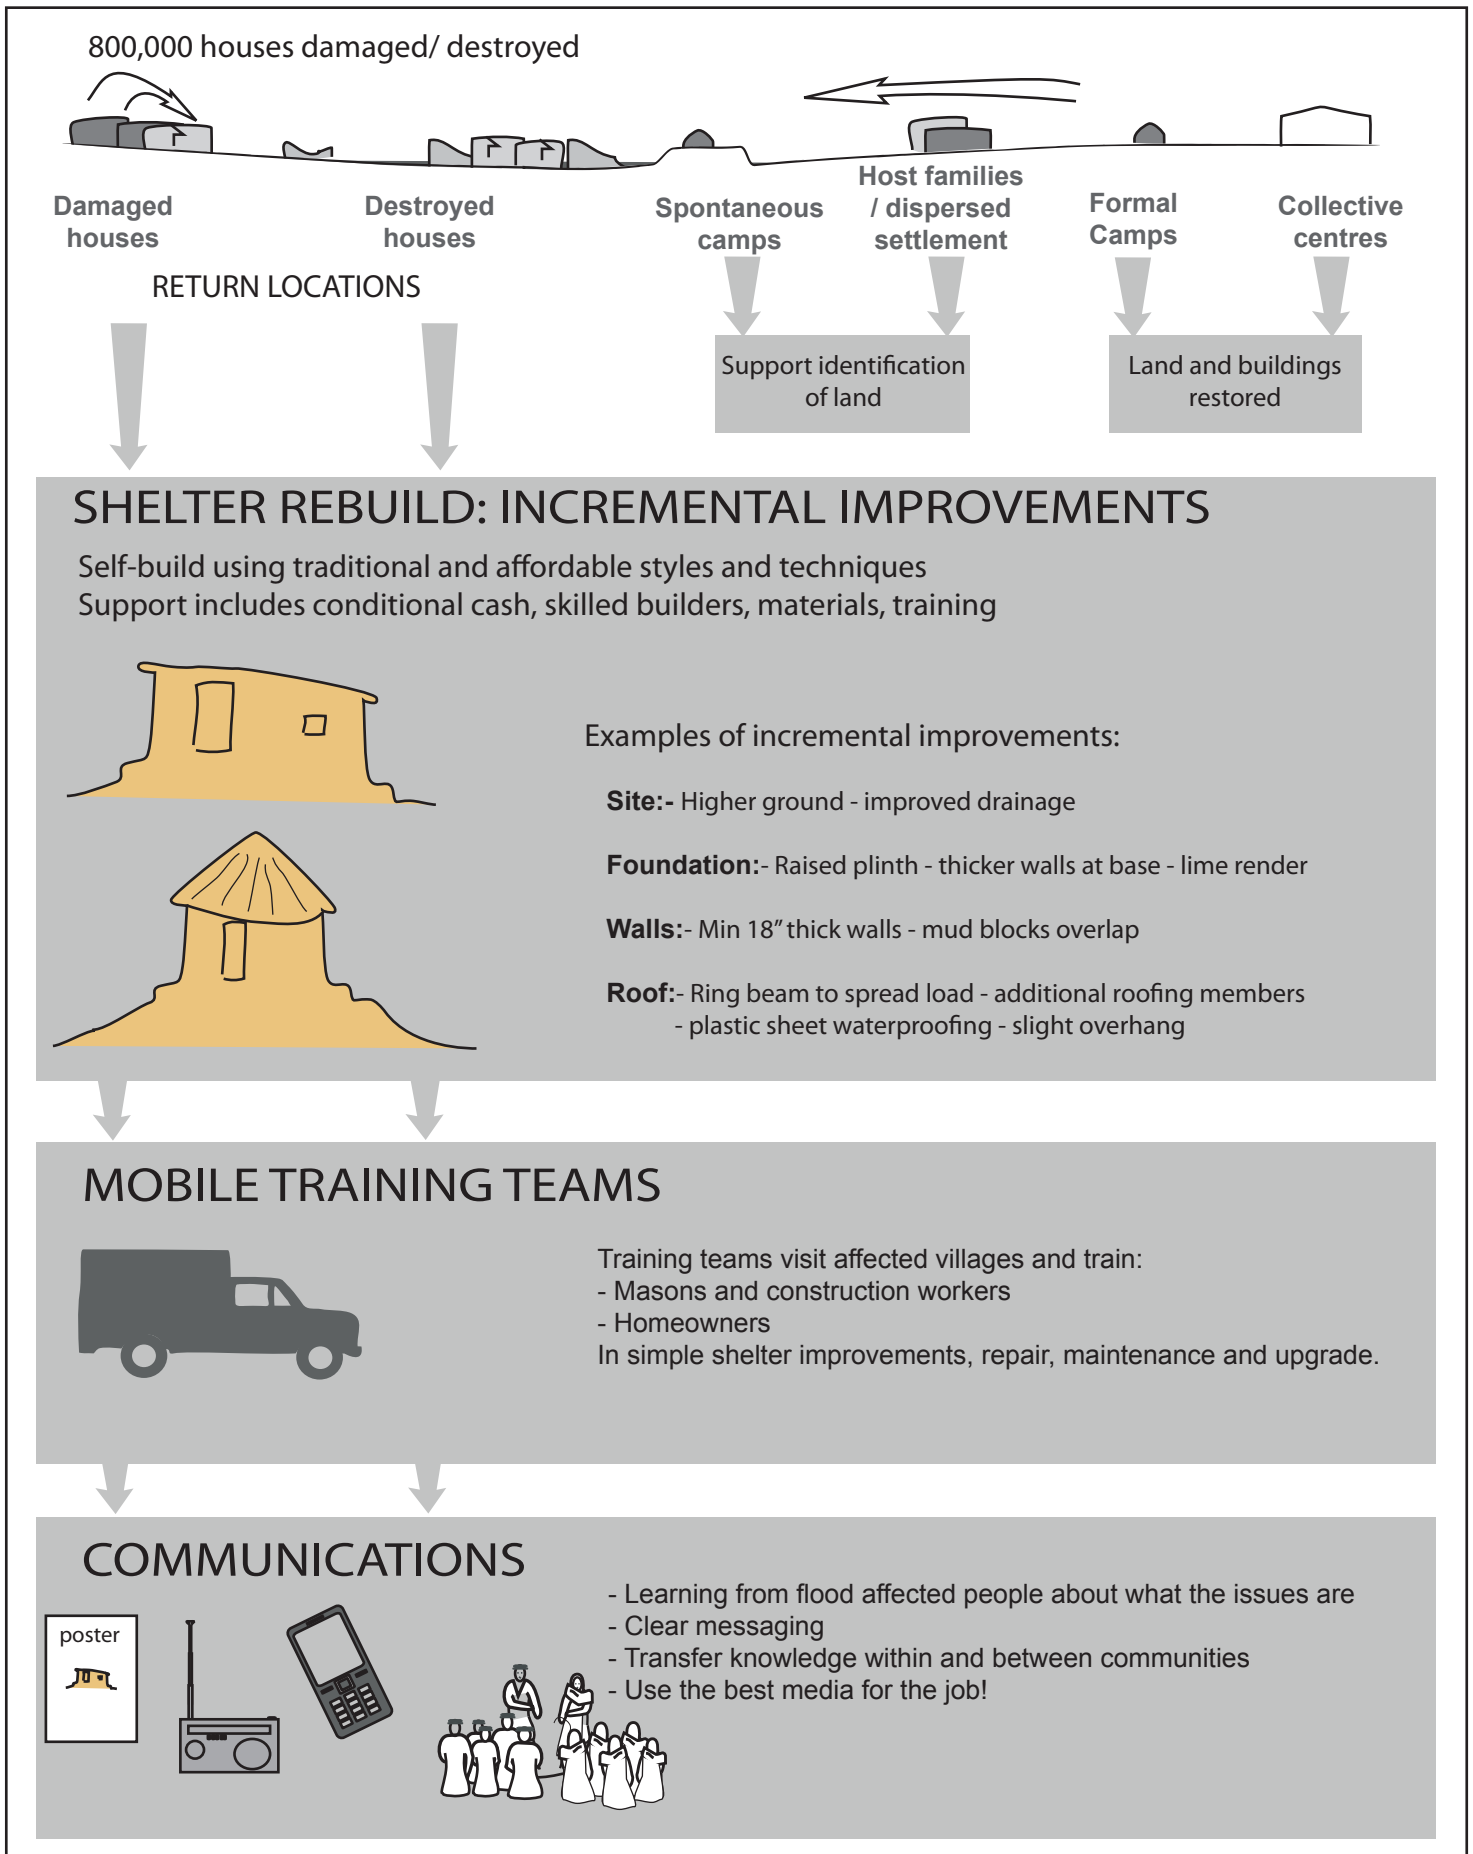 800,000 houses damaged/ destroyed
Damaged
houses
Destroyed
houses
Spontaneous
camps
Host families
/ dispersed
settlement
Formal
Camps
Collective
centres
RETURN LOCATIONS
Support identification
of land
Land and buildings
restored
SHELTER REBUILD: INCREMENTAL IMPROVEMENTS
Self-build using traditional and affordable styles and techniques
Support includes conditional cash, skilled builders, materials, training
Examples of incremental improvements:
Site:- Higher ground - improved drainage
Foundation:- Raised plinth - thicker walls at base - lime render
Walls:- Min 18” thick walls - mud blocks overlap
Roof:- Ring beam to spread load - additional roofing members
- plastic sheet waterproofing - slight overhang
MOBILE TRAINING TEAMS
Training teams visit affected villages and train:
- Masons and construction workers
- Homeowners
In simple shelter improvements, repair, maintenance and upgrade.
COMMUNICATIONS
poster
- Learning from flood affected people about what the issues are
- Clear messaging
- Transfer knowledge within and between communities
- Use the best media for the job!